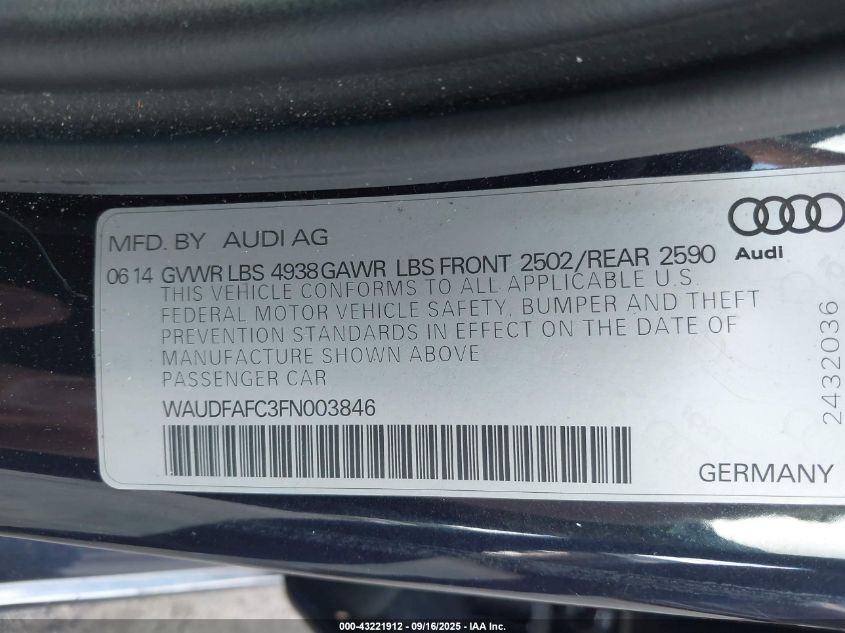 MFD. BY AUDI AG
Audi
06 14 GVWR LBS 4938 GAWR LBS FRONT 2502/REAR 2590
THIS VEHICLE CONFORMS TO ALL APPLICABLE U.S.
FEDERAL MOTOR VEHICLE SAFETY, BUMPER AND THEFT
PREVENTION STANDARDS IN EFFECT ON THE DATE OF
MANUFACTURE SHOWN ABOVE
PASSENGER CAR
WAUDFAFC3FN003846
2432036
GERMANY
000-43221912 - 09/16/2025 - IAA Inc.